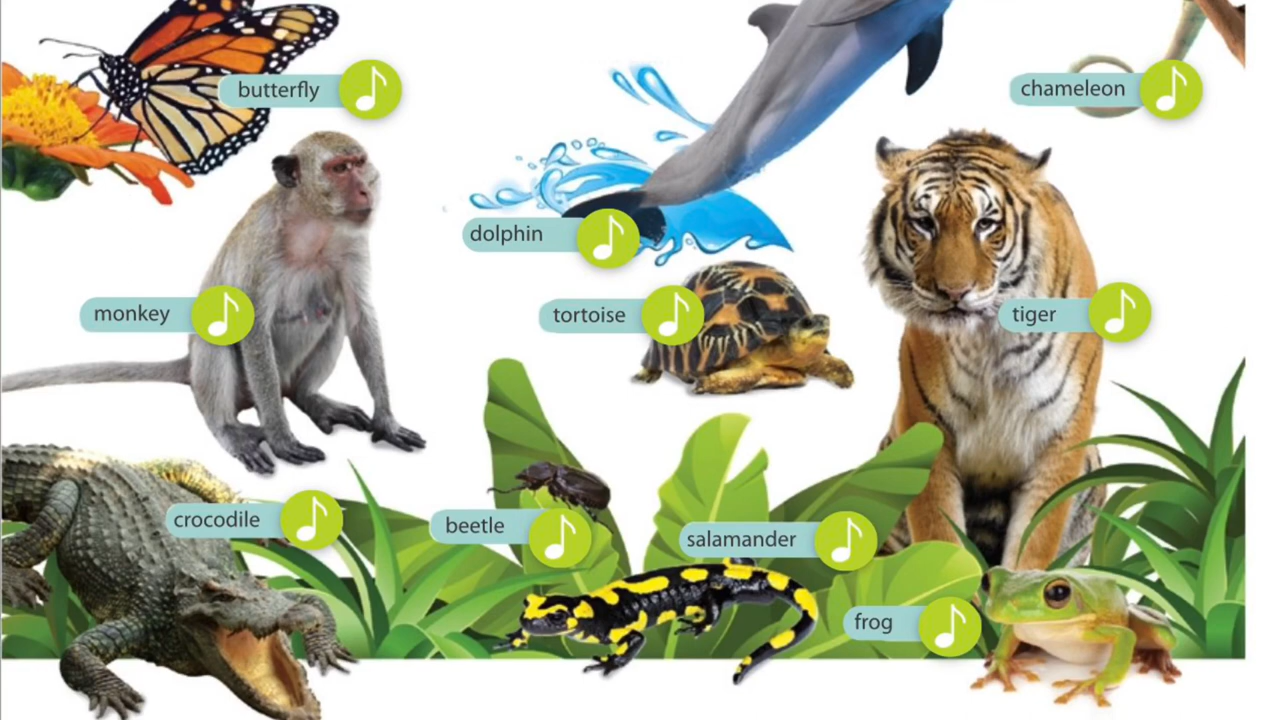 butterfly
chameleon
dolphin
monkey
tortoise
tiger
crocodile
beetle
salamander
frog